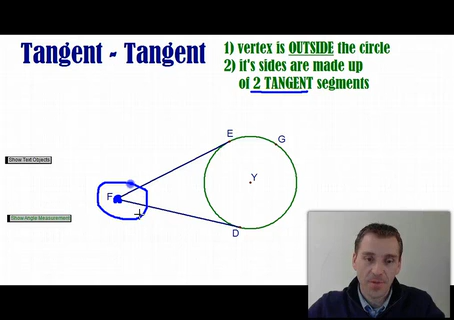 Tangent - Tangent
1) vertex is OUTSIDE the circle
2) it's sides are made up
of 2 TANGENT segments
E
G
Show Text Objects
Y
F
Show Angle Measurement
D